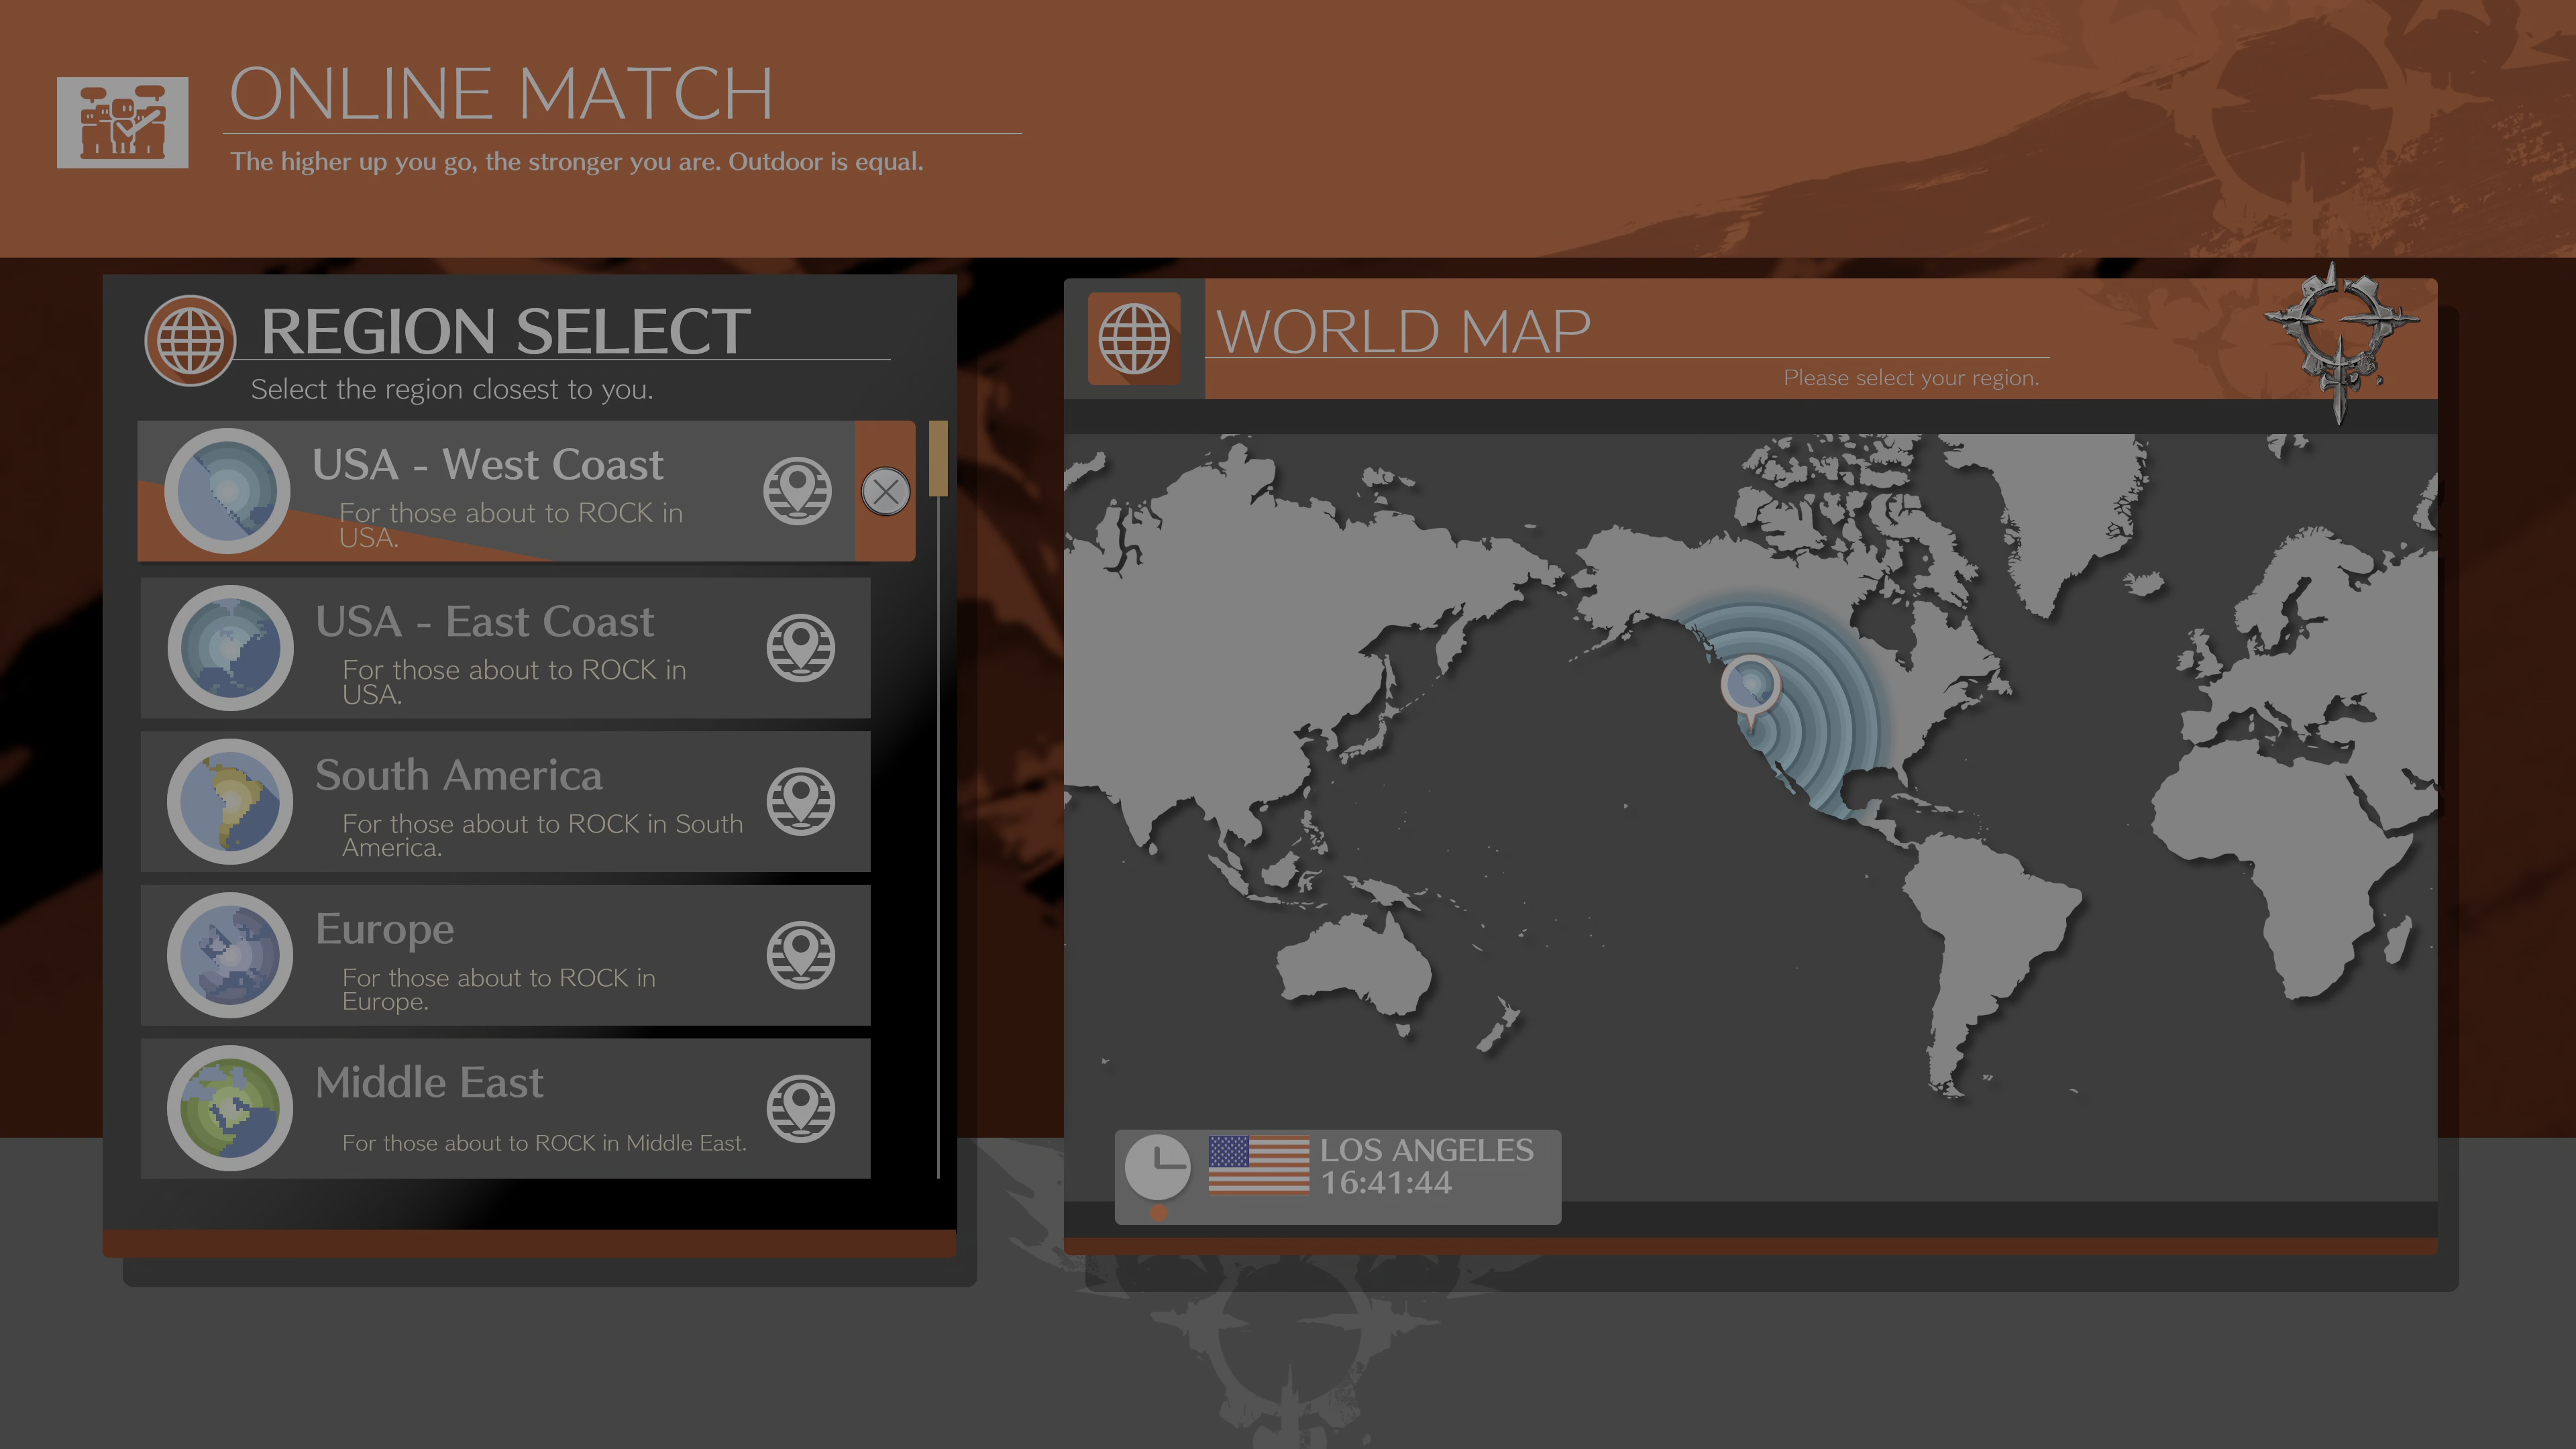 ONLINE MATCH
The higher up you go, the stronger you are. Outdoor is equal.
REGION SELECT
Select the region closest to you.
USA - West Coast
For those about to ROCK in
USA.
USA - East Coast
For those about to ROCK in
USA.
South America
For those about to ROCK in South
America.
Europe
For those about to ROCK in
Europe.
Middle East
For those about to ROCK in Middle East.
WORLD MAP
Please select your region.
LOS ANGELES
16:41:44